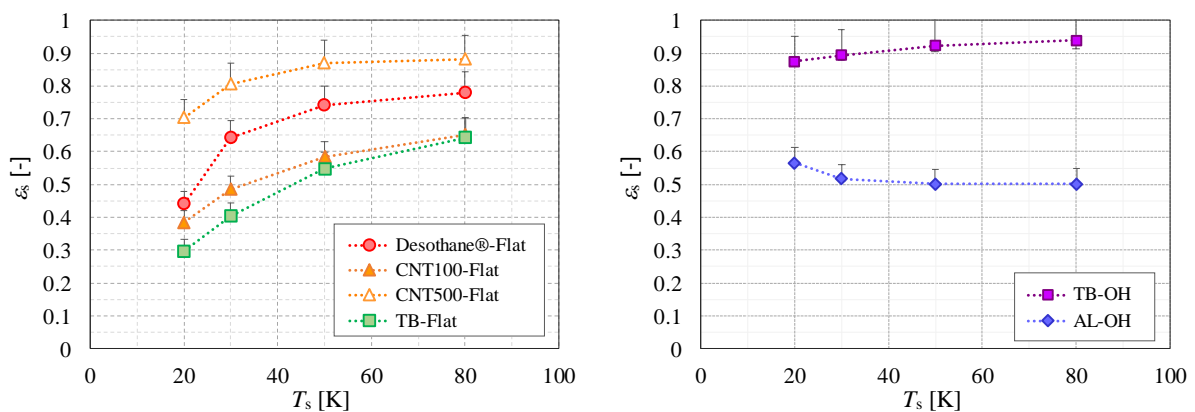 1
0.9
0.8
0.7
0.6
0.5
0.4
0.3
0.2
0.1
0
εs [-]
0 20 40 60 80 100
Ts [K]
Desothane®-Flat
CNT100-Flat
CNT500-Flat
TB-Flat
1
0.9
0.8
0.7
0.6
0.5
0.4
0.3
0.2
0.1
0
εs [-]
0 20 40 60 80 100
Ts [K]
TB-OH
AL-OH